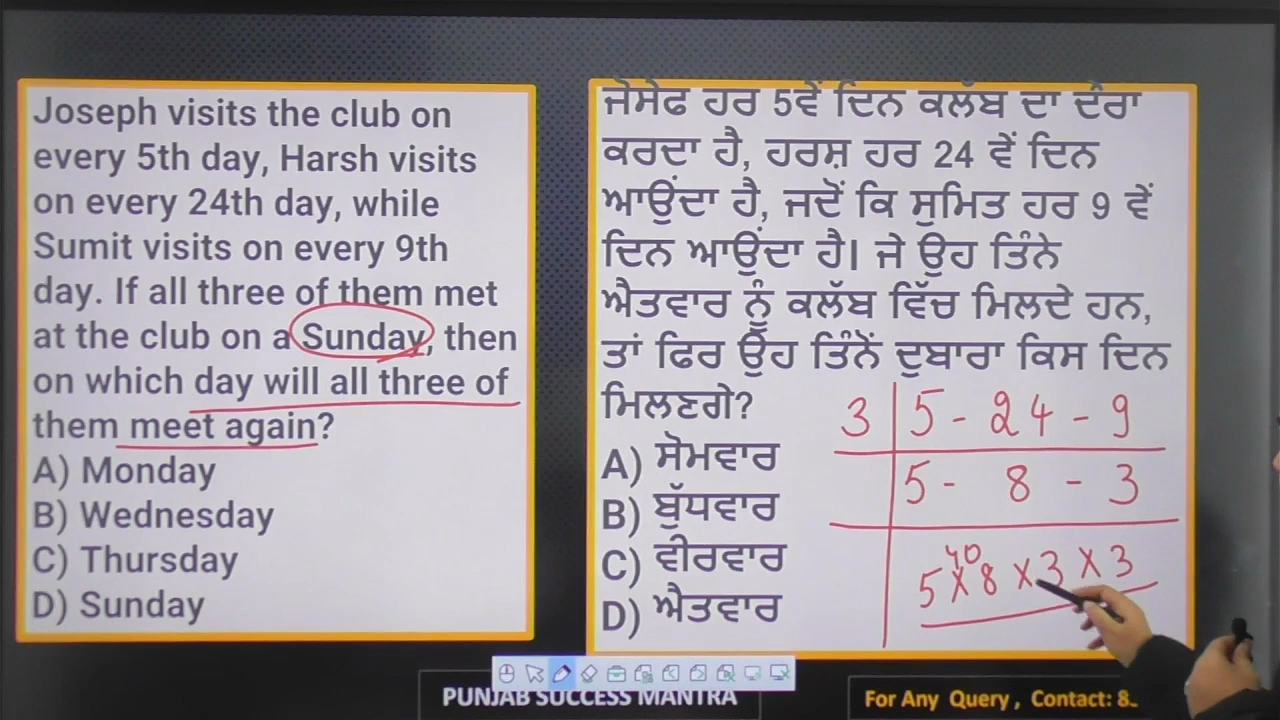 Joseph visits the club on
every 5th day, Harsh visits
on every 24th day, while
Sumit visits on every 9th
day. If all three of them met
at the club on a Sunday, then
on which day will all three of
them meet again?
A) Monday
B) Wednesday
C) Thursday
D) Sunday
ਜੋਸੇਫ ਹਰ 5ਵੇਂ ਦਿਨ ਕਲੱਬ ਦਾ ਦੌਰਾ
ਕਰਦਾ ਹੈ, ਹਰਸ਼ ਹਰ 24 ਵੇਂ ਦਿਨ
ਆਉਂਦਾ ਹੈ, ਜਦੋਂ ਕਿ ਸੁਮਿਤ ਹਰ 9 ਵੇਂ
ਦਿਨ ਆਉਂਦਾ ਹੈ। ਜੇ ਉਹ ਤਿੰਨੇ
ਐਤਵਾਰ ਨੂੰ ਕਲੱਬ ਵਿੱਚ ਮਿਲਦੇ ਹਨ,
ਤਾਂ ਫਿਰ ਉਹ ਤਿੰਨੋਂ ਦੁਬਾਰਾ ਕਿਸ ਦਿਨ
ਮਿਲਣਗੇ?
A) ਸੋਮਵਾਰ
B) ਬੁੱਧਵਾਰ
C) ਵੀਰਵਾਰ
D) ਐਤਵਾਰ
3 5 - 24 - 9
5 - 8 - 3
40
5 X 8 X 3 X 3
PUNJAB SUCCESS MANTRA
For Any Query , Contact: 8